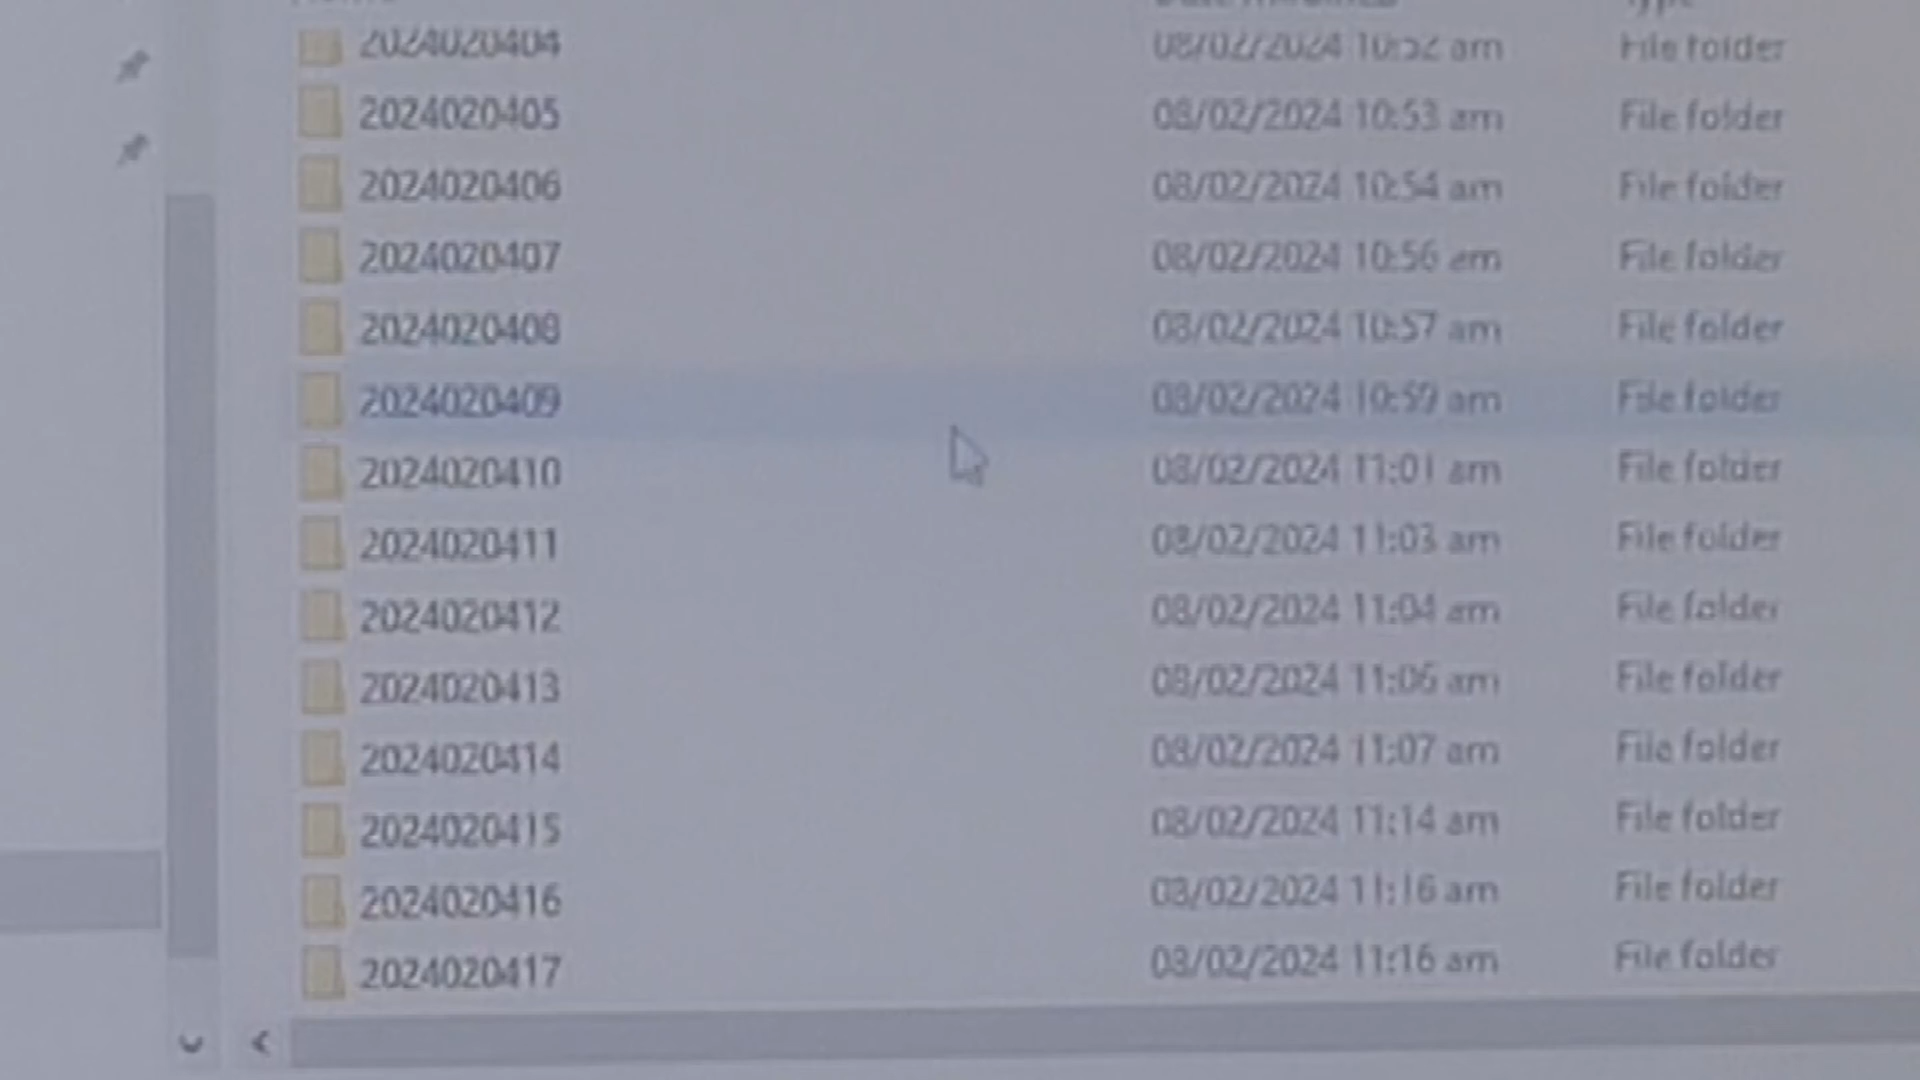 2024020404 08/02/2024 10:52 am File folder
2024020405 08/02/2024 10:53 am File folder
2024020406 08/02/2024 10:54 am File folder
2024020407 08/02/2024 10:56 am File folder
2024020408 08/02/2024 10:57 am File folder
2024020409 08/02/2024 10:59 am File folder
2024020410 08/02/2024 11:01 am File folder
2024020411 08/02/2024 11:03 am File folder
2024020412 08/02/2024 11:04 am File folder
2024020413 08/02/2024 11:06 am File folder
2024020414 08/02/2024 11:07 am File folder
2024020415 08/02/2024 11:14 am File folder
2024020416 08/02/2024 11:16 am File folder
2024020417 08/02/2024 11:16 am File folder